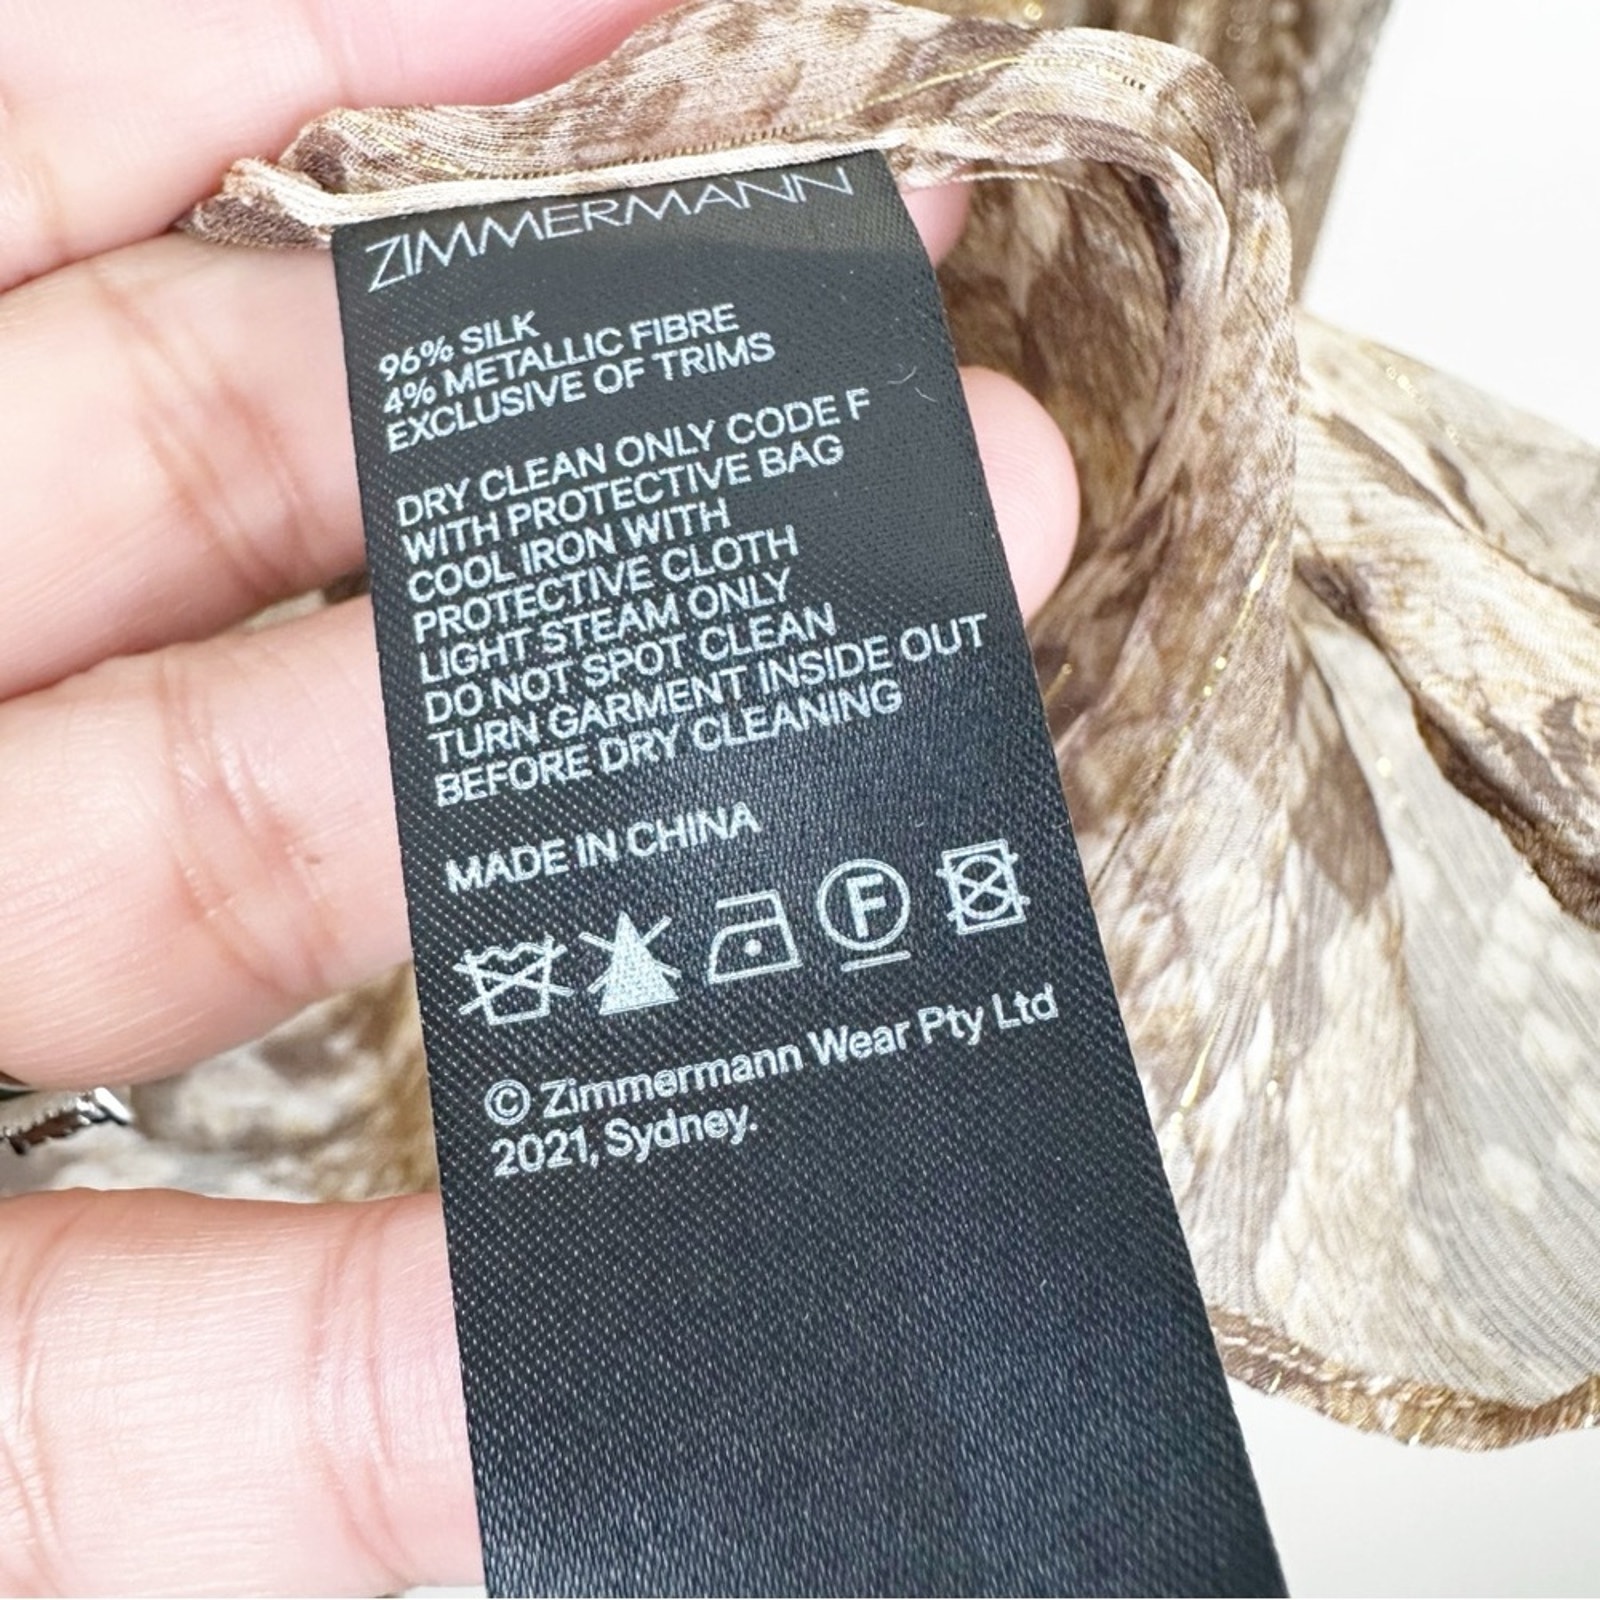 ZIMMERMANN
96% SILK
4% METALLIC FIBRE
EXCLUSIVE OF TRIMS
DRY CLEAN ONLY CODE F
WITH PROTECTIVE BAG
COOL IRON WITH
PROTECTIVE CLOTH
LIGHT STEAM ONLY
DO NOT SPOT CLEAN
TURN GARMENT INSIDE OUT
BEFORE DRY CLEANING
MADE IN CHINA
F
© Zimmermann Wear Pty Ltd
2021, Sydney.